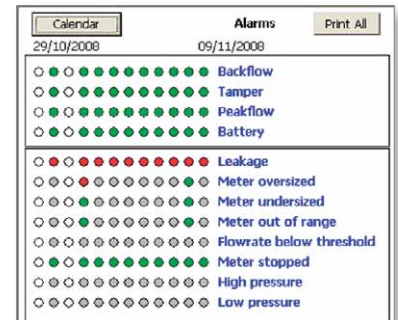 Calendar Alarms Print All
29/10/2008 09/11/2008
Backflow
Tamper
Peakflow
Battery
Leakage
Meter oversized
Meter undersized
Meter out of range
Flowrate below threshold
Meter stopped
High pressure
Low pressure